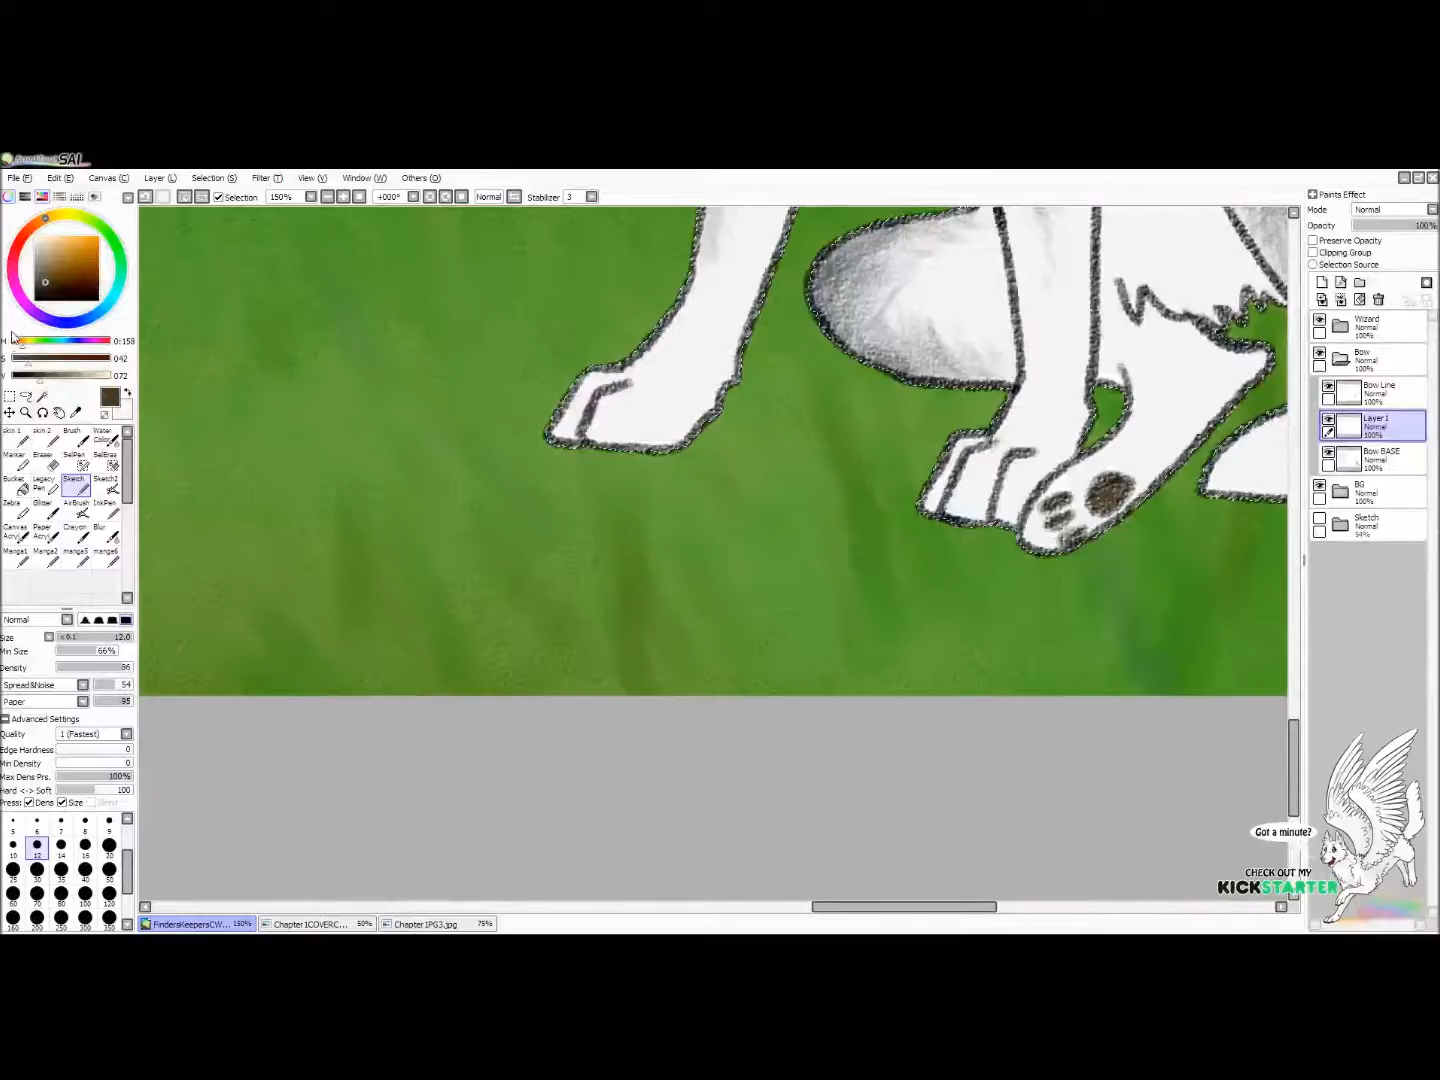 SAI
File (F) Edit (E) Canvas (C) Layer (L) Selection (S) Filter (T) View (V) Window (W) Others (O)
Selection 150% +000° Normal Stabilizer 3
H 0:158
S 042
V 072
skin 1 skin 2 Brush Water Color
Marker Eraser SelPen SelEras
Bucket Legacy Pen Sketch Sketch2
Zebra Glitter AirBrush InkPen
Canvas Acryl Paper Acryl Crayon Blur
Manga1 Manga2 manga5 manga6
Normal
Size x 0.1 12.0
Min Size 66%
Density 86
Spread&Noise 54
Paper 95
Advanced Settings
Quality 1 (Fastest)
Edge Hardness 0
Min Density 0
Max Dens Prs. 100%
Hard <-> Soft 100
Press: Dens Size Blend
5 6 7 8 9
10 12 14 16 20
25 30 35 40 50
60 70 80 100 120
160 200 250 300 350
Paints Effect
Mode Normal
Opacity 100%
Preserve Opacity
Clipping Group
Selection Source
Wizard
Normal
100%
Bow
Normal
100%
Bow Line
Normal
100%
Layer1
Normal
100%
Bow BASE
Normal
100%
BG
Normal
100%
Sketch
Normal
54%
Got a minute?
CHECK OUT MY
KICKSTARTER
FindersKeepersCW... 150% Chapter1COVERC... 50% Chapter1PG3.jpg 75%